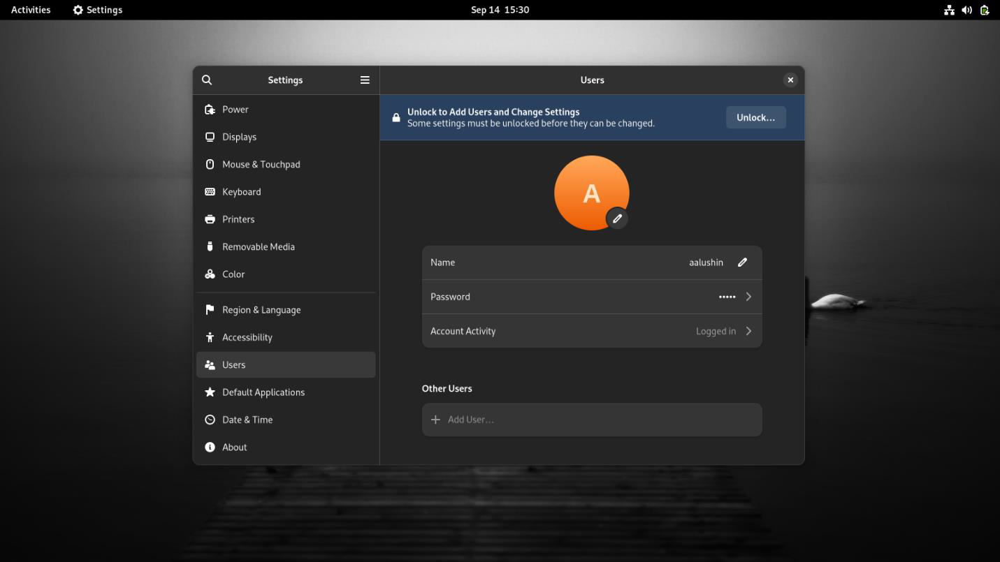 Activities
Settings
Sep 14 15:30
Settings
Users
Power
Displays
Mouse & Touchpad
Keyboard
Printers
Removable Media
Color
Region & Language
Accessibility
Users
Default Applications
Date & Time
About
Unlock to Add Users and Change Settings
Some settings must be unlocked before they can be changed.
Unlock…
A
Name aalushin
Password •••••
Account Activity Logged in
Other Users
Add User…